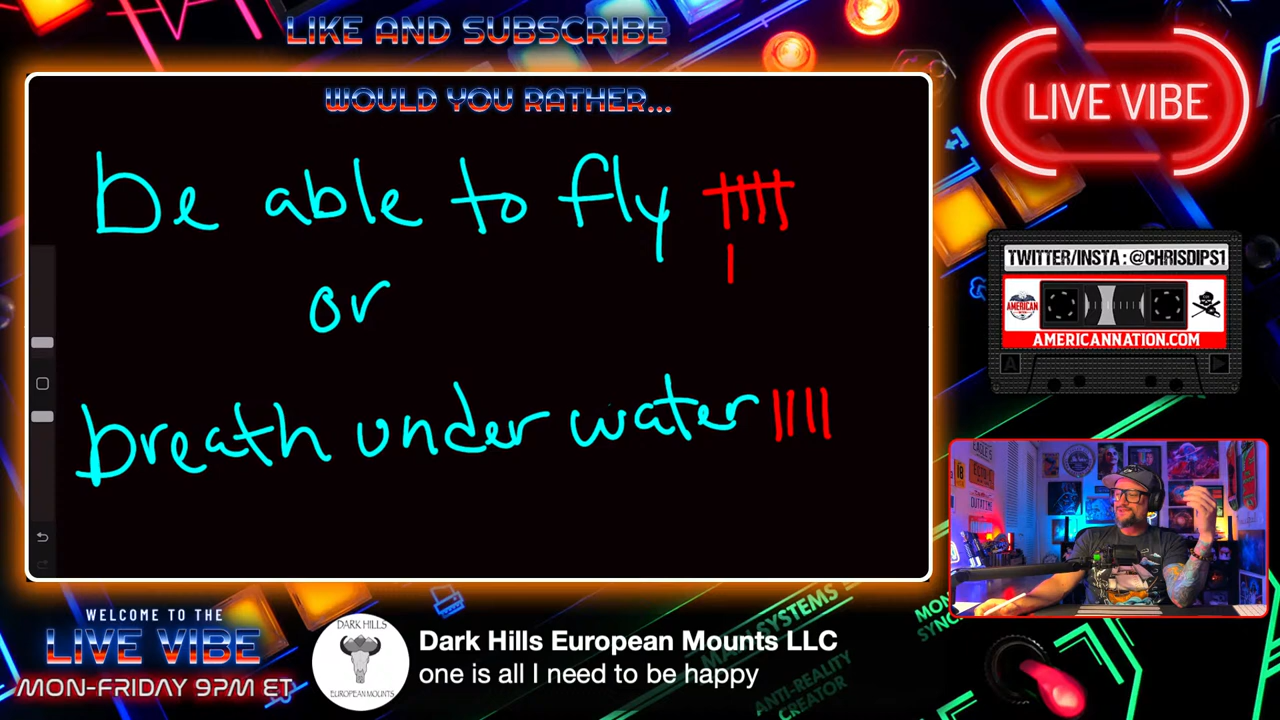 LIKE AND SUBSCRIBE
WOULD YOU RATHER...
be able to fly
or
breath under water
LIVE VIBE
TWITTER/INSTA : @CHRISDIPS1
AMERICAN
AMERICANNATION.COM
A
WELCOME TO THE
LIVE VIBE
MON-FRIDAY 9PM ET
DARK HILLS
EUROPEAN MOUNTS
Dark Hills European Mounts LLC
one is all I need to be happy